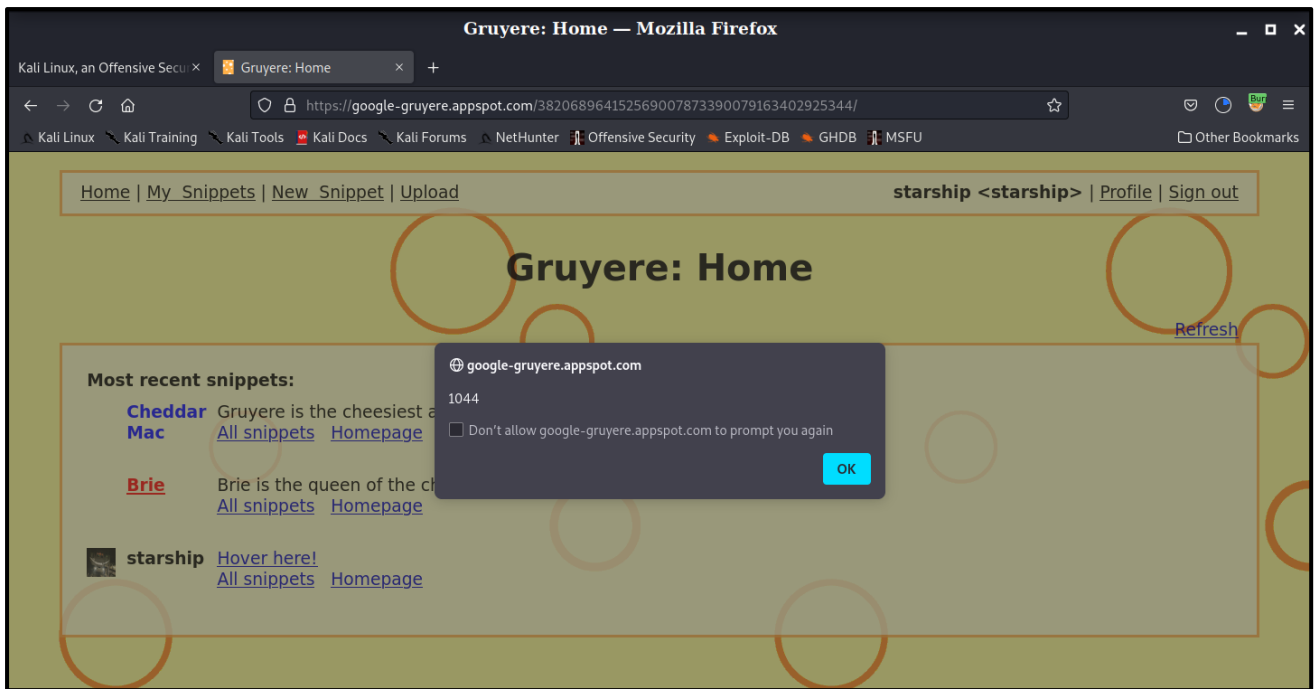 Gruyere: Home — Mozilla Firefox
Kali Linux, an Offensive Secur
Gruyere: Home
https://google-gruyere.appspot.com/382068964152569007873390079163402925344/
Kali Linux Kali Training Kali Tools Kali Docs Kali Forums NetHunter Offensive Security Exploit-DB GHDB MSFU Other Bookmarks
Home | My Snippets | New Snippet | Upload starship <starship> | Profile | Sign out
Gruyere: Home
Refresh
google-gruyere.appspot.com
1044
Don't allow google-gruyere.appspot.com to prompt you again
OK
Most recent snippets:
Cheddar Gruyere is the cheesiest a
Mac All snippets Homepage
Brie Brie is the queen of the ch
All snippets Homepage
starship Hover here!
All snippets Homepage